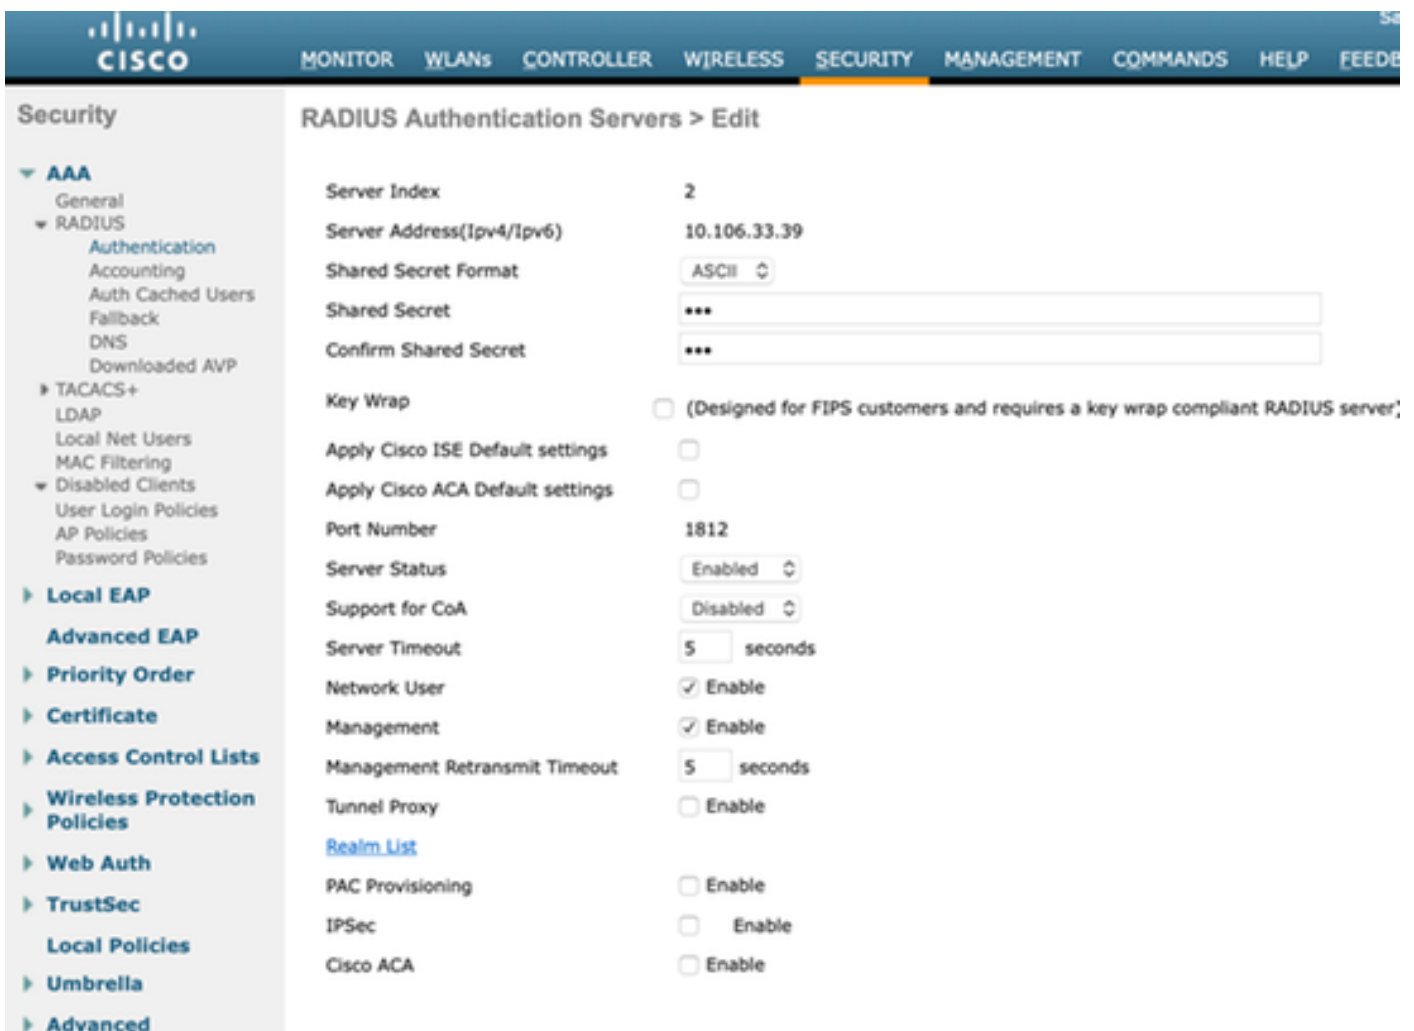 Sa
CISCO
MONITOR WLANs CONTROLLER WIRELESS SECURITY MANAGEMENT COMMANDS HELP FEEDB
Security
AAA
General
RADIUS
Authentication
Accounting
Auth Cached Users
Fallback
DNS
Downloaded AVP
TACACS+
LDAP
Local Net Users
MAC Filtering
Disabled Clients
User Login Policies
AP Policies
Password Policies
Local EAP
Advanced EAP
Priority Order
Certificate
Access Control Lists
Wireless Protection
Policies
Web Auth
TrustSec
Local Policies
Umbrella
Advanced
RADIUS Authentication Servers > Edit
Server Index 2
Server Address(Ipv4/Ipv6) 10.106.33.39
Shared Secret Format ASCII
Shared Secret •••
Confirm Shared Secret •••
Key Wrap (Designed for FIPS customers and requires a key wrap compliant RADIUS server)
Apply Cisco ISE Default settings
Apply Cisco ACA Default settings
Port Number 1812
Server Status Enabled
Support for CoA Disabled
Server Timeout 5 seconds
Network User Enable
Management Enable
Management Retransmit Timeout 5 seconds
Tunnel Proxy Enable
Realm List
PAC Provisioning Enable
IPSec Enable
Cisco ACA Enable